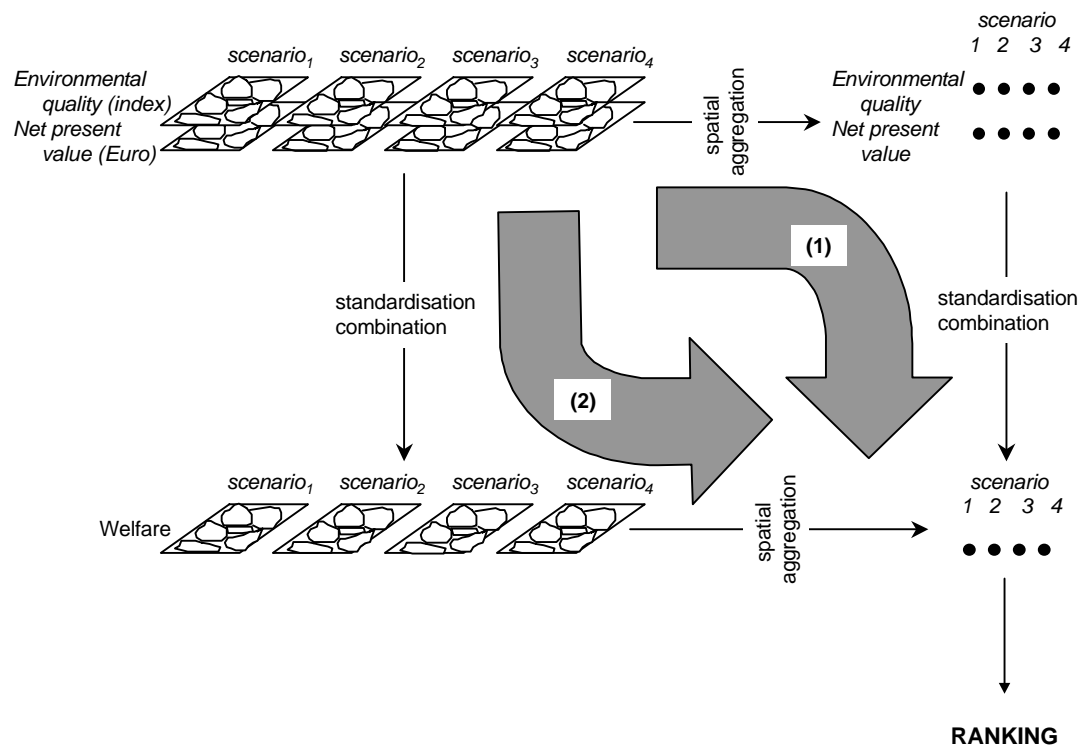 scenario
1 2 3 4
scenario1 scenario2 scenario3 scenario4
Environmental
quality (index)
Net present
value (Euro)
spatial
aggregation
Environmental
quality
Net present
value
(1)
standardisation
combination
standardisation
combination
(2)
scenario1 scenario2 scenario3 scenario4
Welfare
spatial
aggregation
scenario
1 2 3 4
RANKING